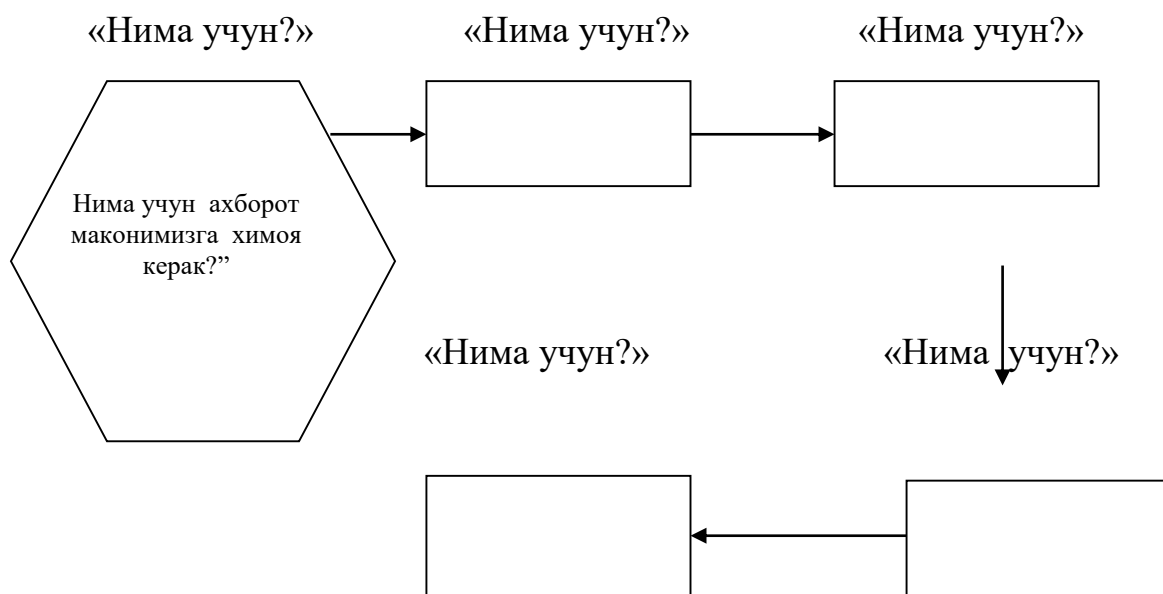 «Нима учун?» «Нима учун?» «Нима учун?»
Нима учун ахборот
маконимизга химоя
керак?”
«Нима учун?» «Нима учун?»